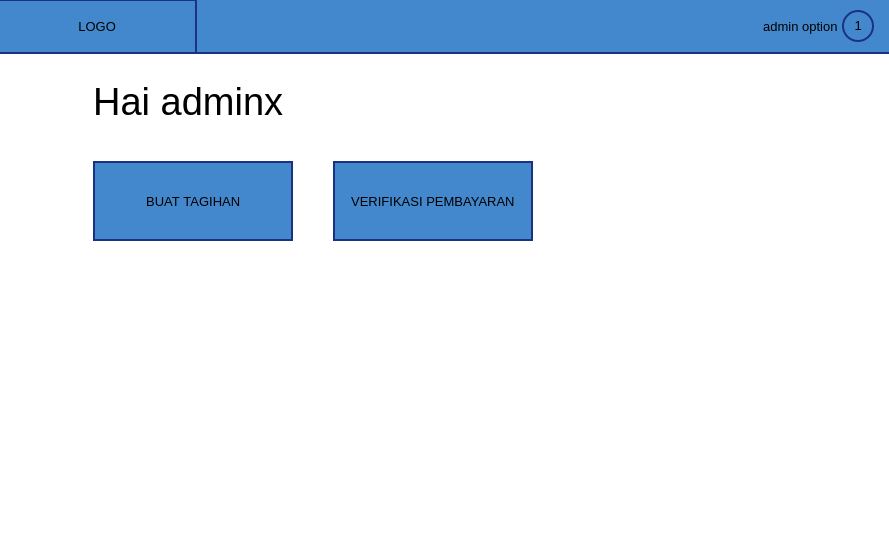 LOGO
admin option 1
Hai adminx
BUAT TAGIHAN
VERIFIKASI PEMBAYARAN